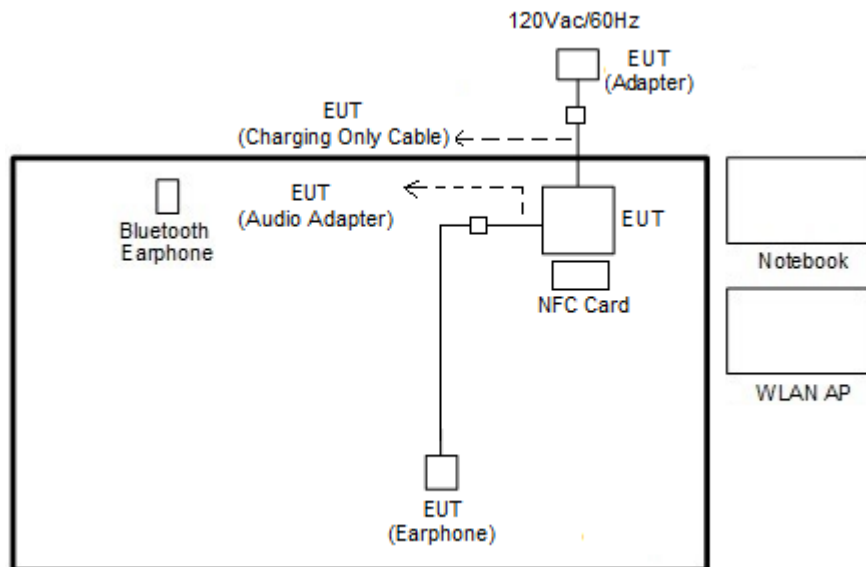 120Vac/60Hz
EUT
(Adapter)
EUT
(Charging Only Cable)
EUT
(Audio Adapter)
Bluetooth
Earphone
EUT
NFC Card
Notebook
WLAN AP
EUT
(Earphone)